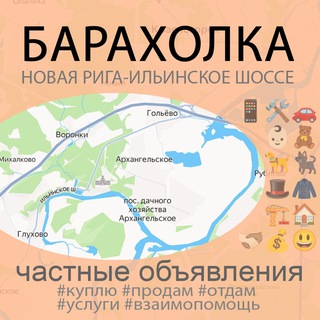 БАРАХОЛКА
НОВАЯ РИГА-ИЛЬИНСКОЕ ШОССЕ
Гольёво
Воронки
Михалково
Архангельское
ИЛЬИНСКОЕ Ш.
пос. дачного
хозяйства
Архангельское
Глухово
частные объявления
#куплю #продам #отдам
#услуги #взаимопомощь